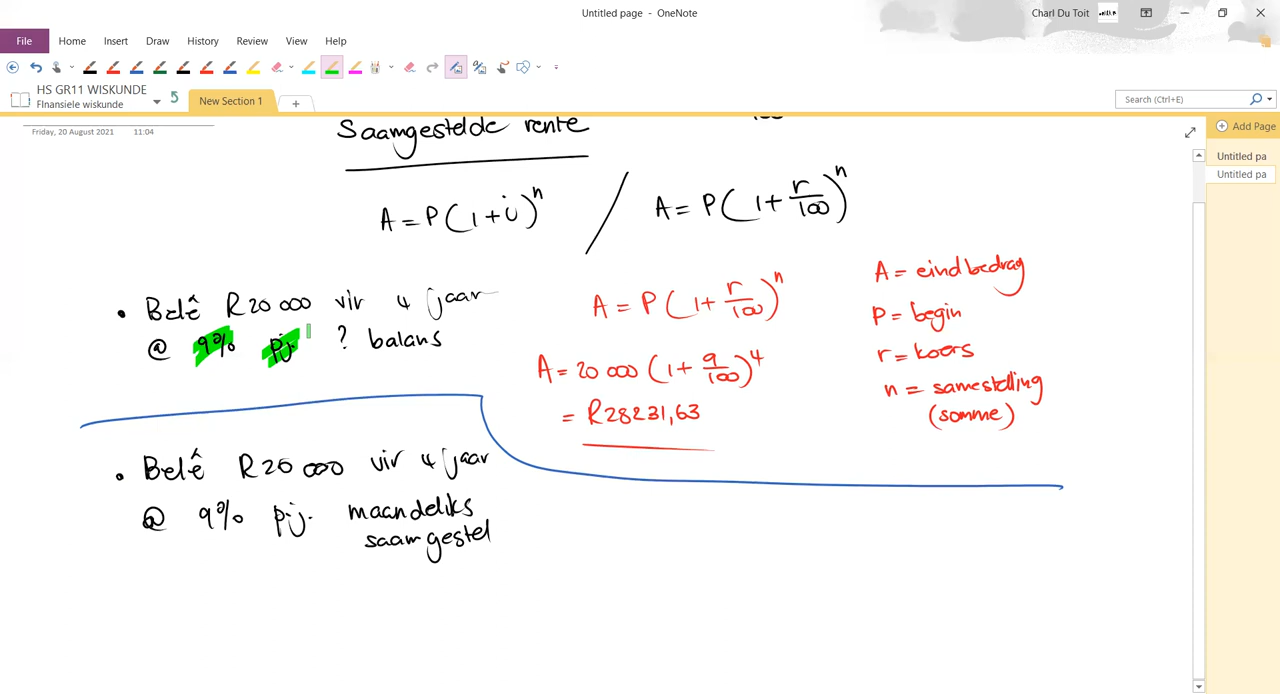 Untitled page - OneNote
Charl Du Toit
File Home Insert Draw History Review View Help
HS GR11 WISKUNDE
FInansiele wiskunde
New Section 1
+
Search (Ctrl+E)
Friday, 20 August 2021 11:04
Add Page
Untitled pa
Untitled pa
Saamgestelde rente
100
A = P(1+i)^n / A = P(1+r/100)^n
• Belê R20 000 vir 4 jaar
@ 9% pj. ? balans
A = P(1+r/100)^n
A = 20 000 (1+9/100)^4
= R28231,63
A = eindbedrag
P = begin
r = koers
n = samestelling
(somme)
• Belê R20 000 vir 4 jaar
@ 9% pj. maandeliks
saamgestel